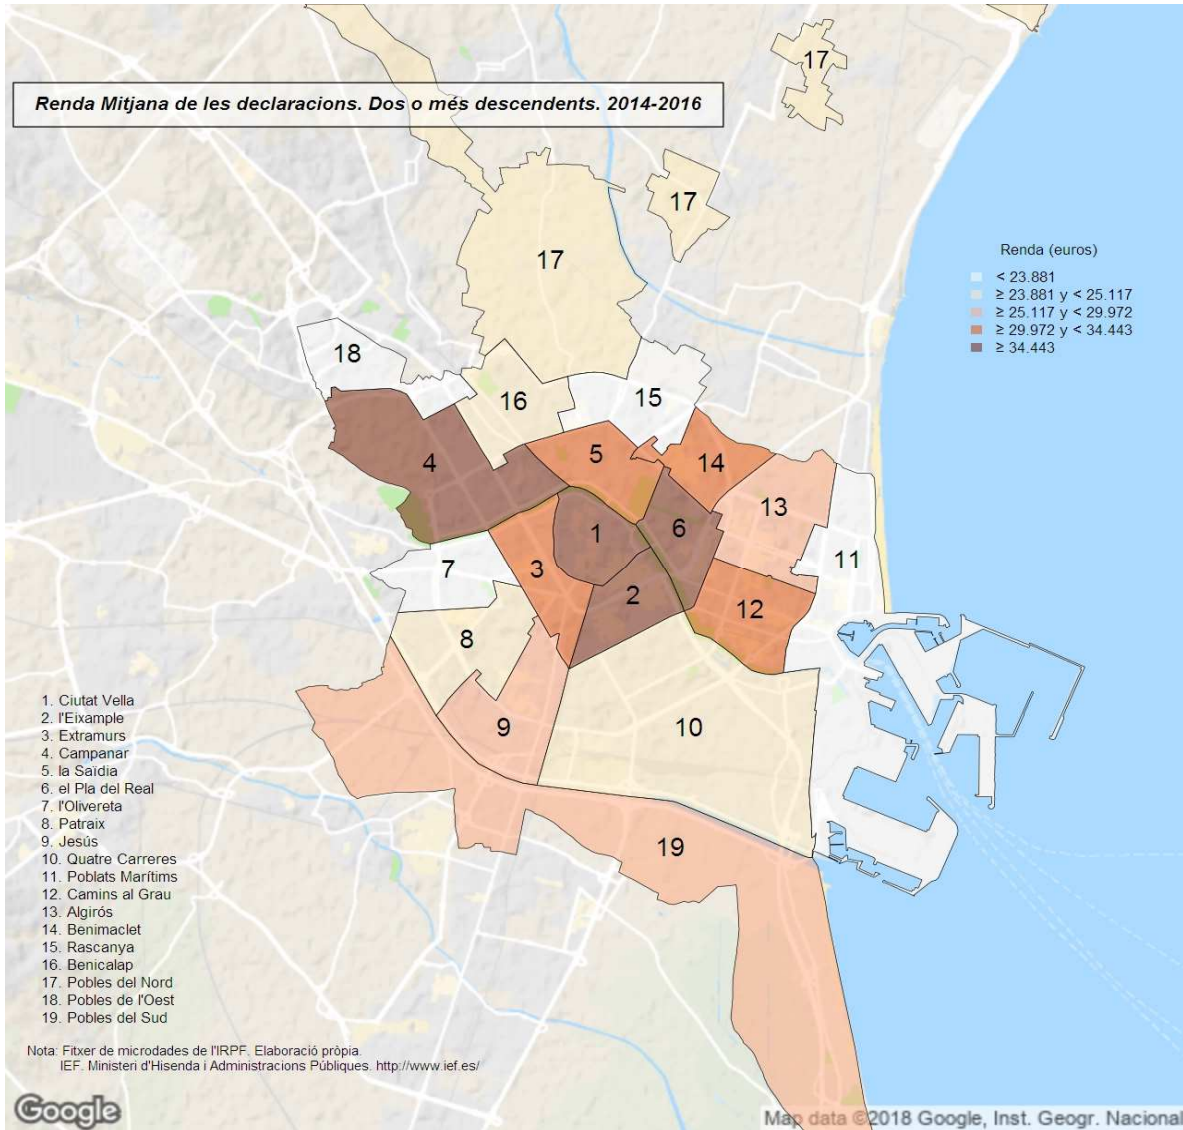 17
Renda Mitjana de les declaracions. Dos o més descendents. 2014-2016
17
17
Renda (euros)
< 23.881
≥ 23.881 y < 25.117
≥ 25.117 y < 29.972
≥ 29.972 y < 34.443
≥ 34.443
18
16
15
5
4
14
13
6
1
11
7
3
2
12
8
9
10
19
1. Ciutat Vella
2. l'Eixample
3. Extramurs
4. Campanar
5. la Saïdia
6. el Pla del Real
7. l'Olivereta
8. Patraix
9. Jesús
10. Quatre Carreres
11. Poblats Marítims
12. Camins al Grau
13. Algirós
14. Benimaclet
15. Rascanya
16. Benicalap
17. Pobles del Nord
18. Pobles de l'Oest
19. Pobles del Sud
Nota: Fitxer de microdades de l'IRPF. Elaboració pròpia.
IEF. Ministeri d'Hisenda i Administracions Públiques. http://www.ief.es/
Google
Map data ©2018 Google, Inst. Geogr. Nacional